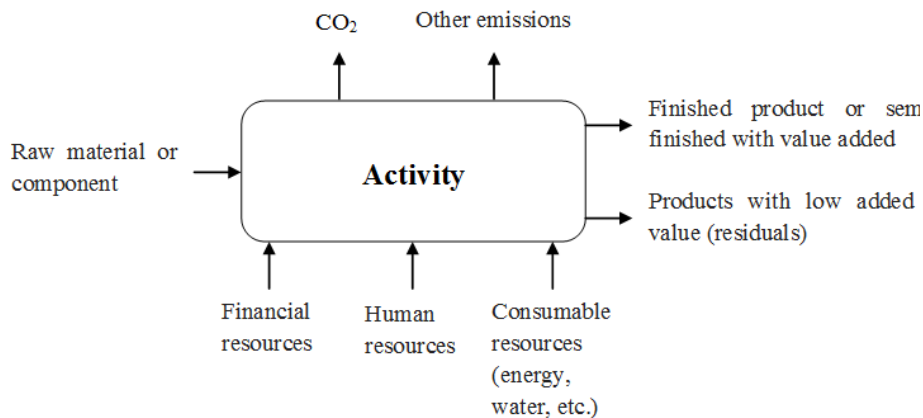 CO₂
Other emissions
Raw material or
component
Activity
Finished product or sem
finished with value added
Products with low added
value (residuals)
Financial
resources
Human
resources
Consumable
resources
(energy,
water, etc.)